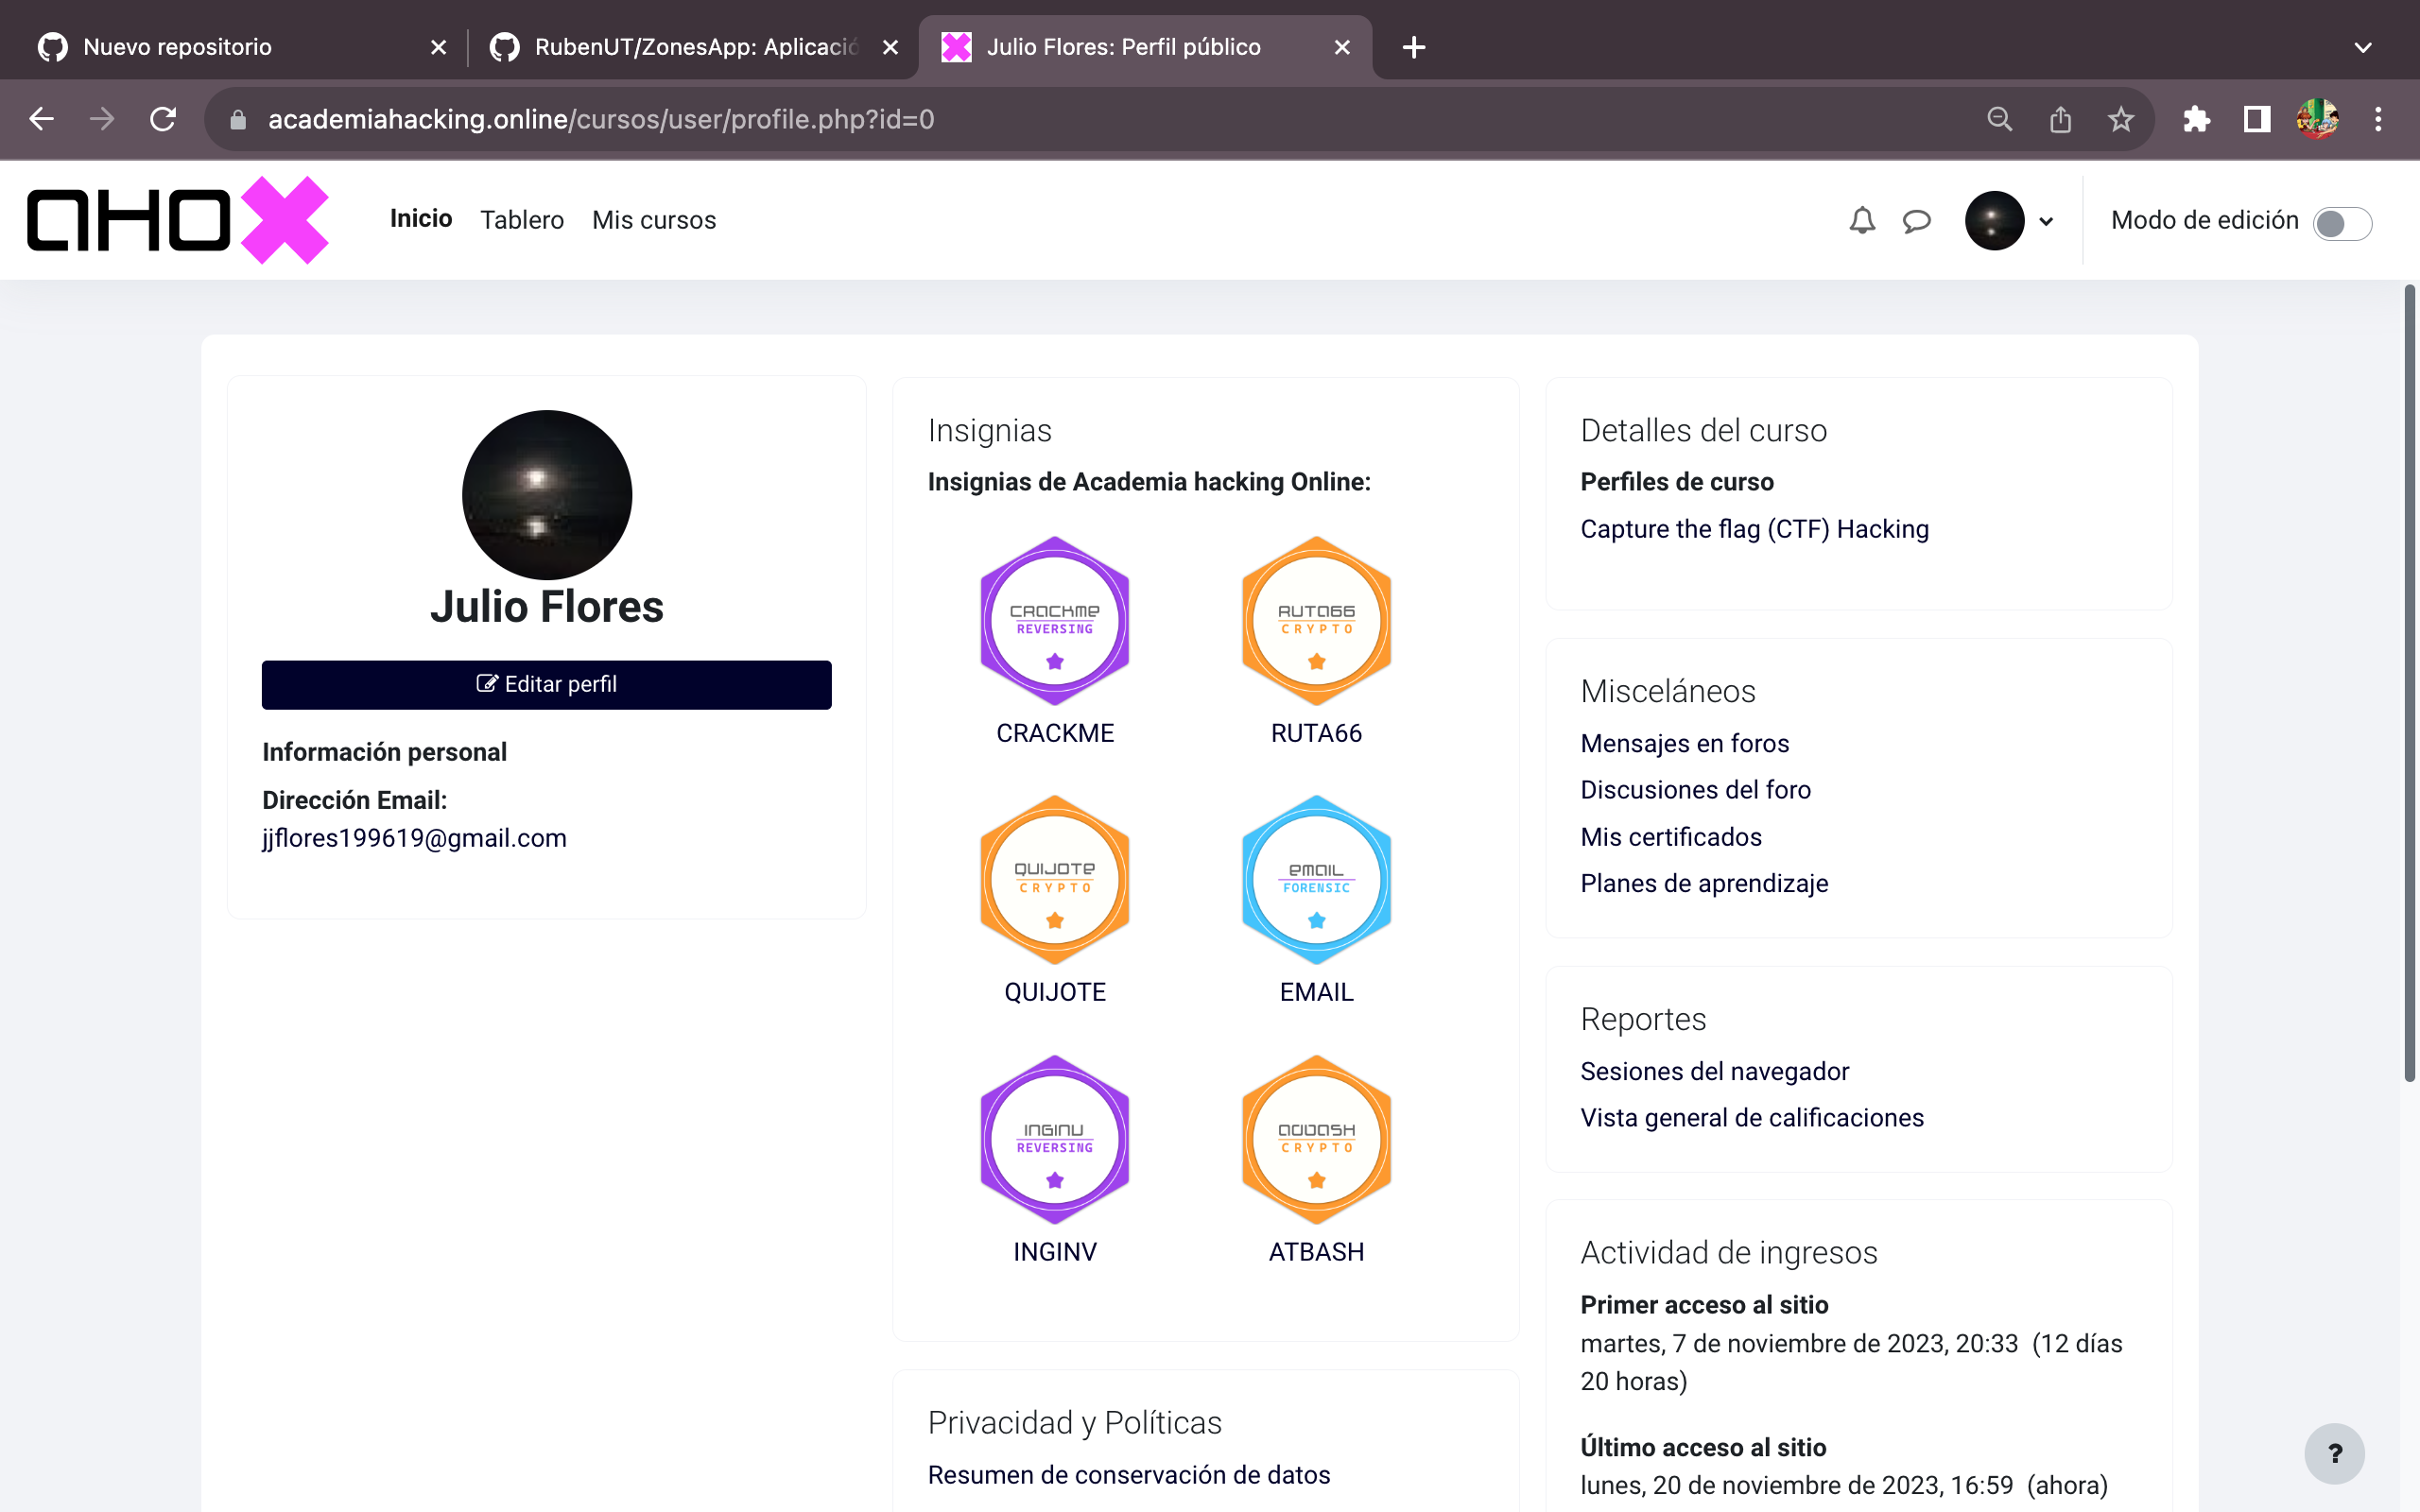 Nuevo repositorio
RubenUT/ZonesApp: Aplicació
Julio Flores: Perfil público
academiahacking.online/cursos/user/profile.php?id=0
AHO
Inicio
Tablero
Mis cursos
Modo de edición
Julio Flores
Editar perfil
Información personal
Dirección Email:
jjflores199619@gmail.com
Insignias
Insignias de Academia hacking Online:
CRACKME
REVERSING
CRACKME
RUTA66
CRYPTO
RUTA66
QUIJOTE
CRYPTO
QUIJOTE
EMAIL
FORENSIC
EMAIL
INGINV
REVERSING
INGINV
CRYPTO
ATBASH
Privacidad y Políticas
Resumen de conservación de datos
Detalles del curso
Perfiles de curso
Capture the flag (CTF) Hacking
Misceláneos
Mensajes en foros
Discusiones del foro
Mis certificados
Planes de aprendizaje
Reportes
Sesiones del navegador
Vista general de calificaciones
Actividad de ingresos
Primer acceso al sitio
martes, 7 de noviembre de 2023, 20:33 (12 días
20 horas)
Último acceso al sitio
lunes, 20 de noviembre de 2023, 16:59 (ahora)
?